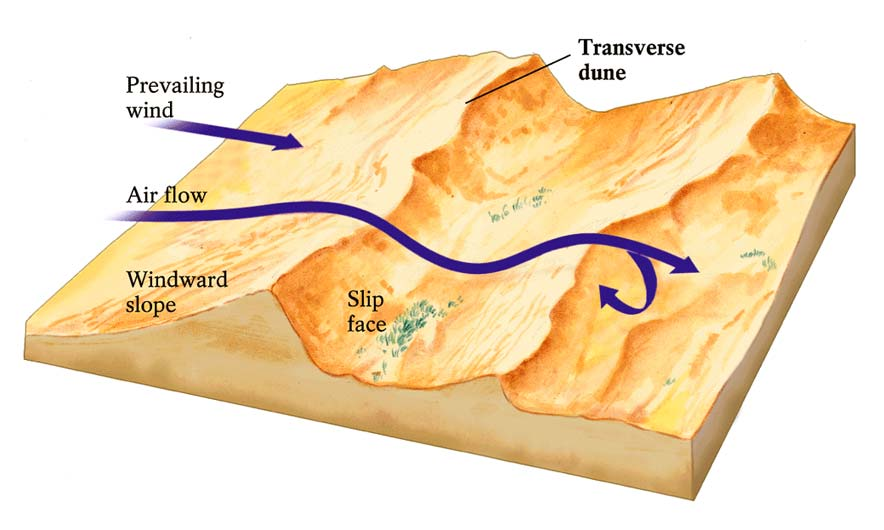 Transverse
dune
Prevailing
wind
Air flow
Windward
slope
Slip
face